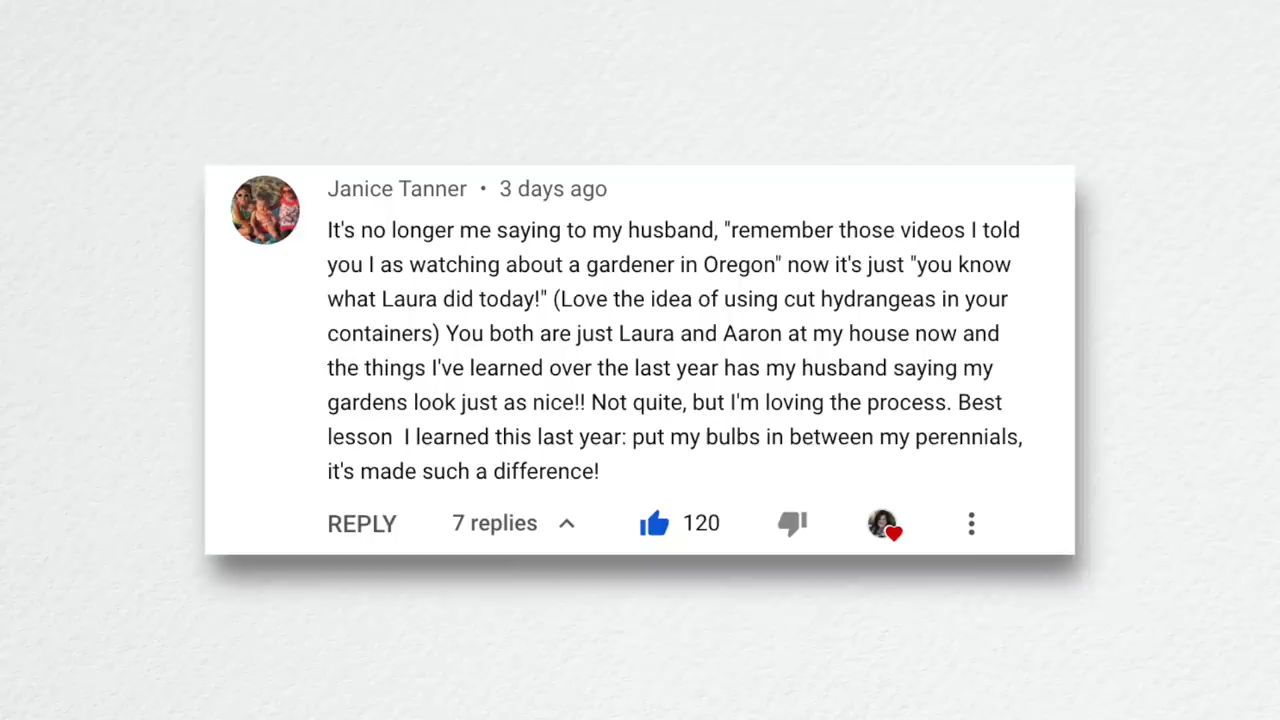 Janice Tanner • 3 days ago
It's no longer me saying to my husband, "remember those videos I told
you I as watching about a gardener in Oregon" now it's just "you know
what Laura did today!" (Love the idea of using cut hydrangeas in your
containers) You both are just Laura and Aaron at my house now and
the things I've learned over the last year has my husband saying my
gardens look just as nice!! Not quite, but I'm loving the process. Best
lesson  I learned this last year: put my bulbs in between my perennials,
it's made such a difference!
REPLY 7 replies 120